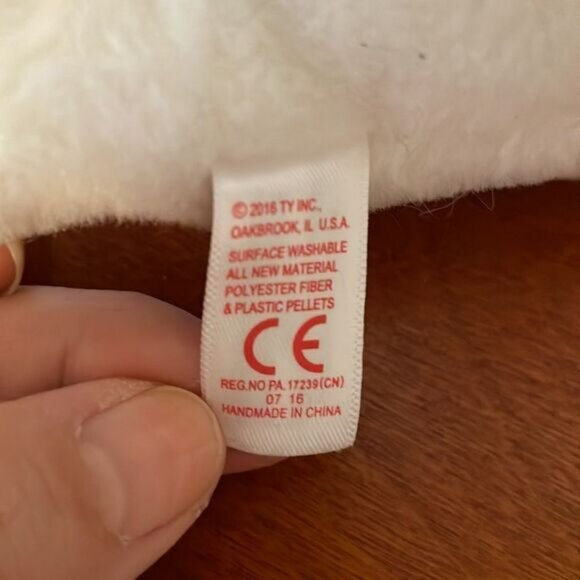 © 2016 TY INC.,
OAKBROOK, IL U.S.A.
SURFACE WASHABLE
ALL NEW MATERIAL
POLYESTER FIBER
& PLASTIC PELLETS
CE
REG.NO PA. 17239(CN)
07 16
HANDMADE IN CHINA